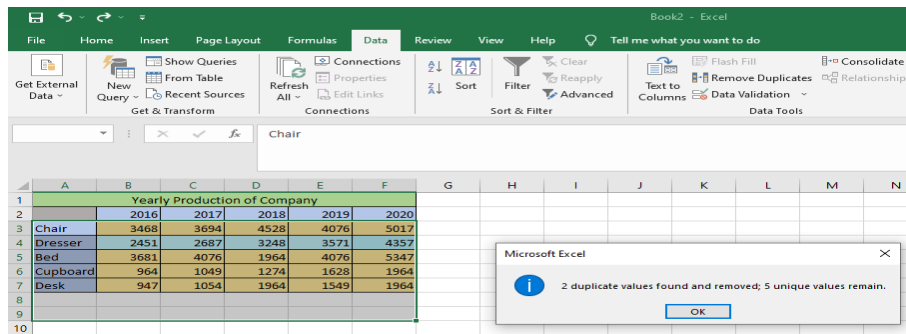 Book2 - Excel
File Home Insert Page Layout Formulas Data Review View Help Tell me what you want to do
Get External Data
New Query
Show Queries
From Table
Recent Sources
Get & Transform
Refresh All
Connections
Properties
Edit Links
Connections
Sort
Filter
Clear
Reapply
Advanced
Sort & Filter
Text to Columns
Flash Fill
Remove Duplicates
Data Validation
Consolidate
Relationship
Data Tools
fx Chair
A B C D E F G H I J K L M N
1 Yearly Production of Company
2 2016 2017 2018 2019 2020
3 Chair 3468 3694 4528 4076 5017
4 Dresser 2451 2687 3248 3571 4357
5 Bed 3681 4076 1964 4076 5347
6 Cupboard 964 1049 1274 1628 1964
7 Desk 947 1054 1964 1549 1964
8
9
10
Microsoft Excel
2 duplicate values found and removed; 5 unique values remain.
OK